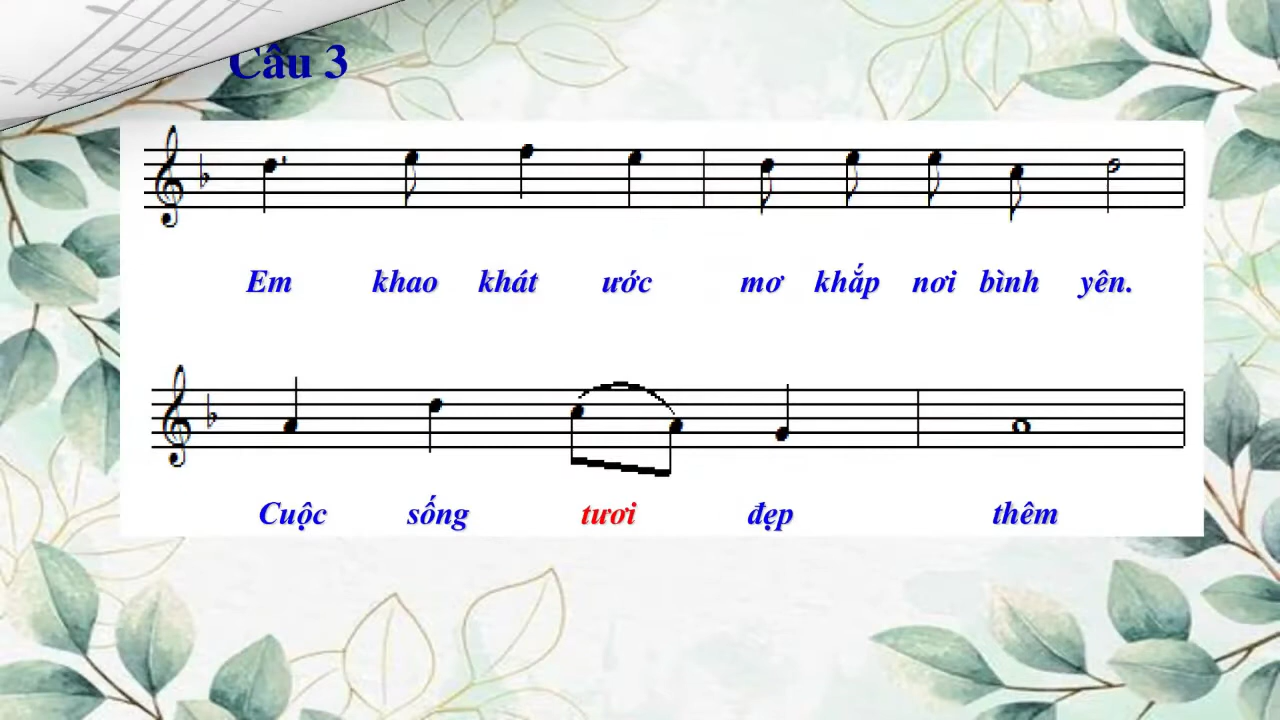 Câu 3
Em khao khát ước mơ khắp nơi bình yên.
Cuộc sống tươi đẹp thêm